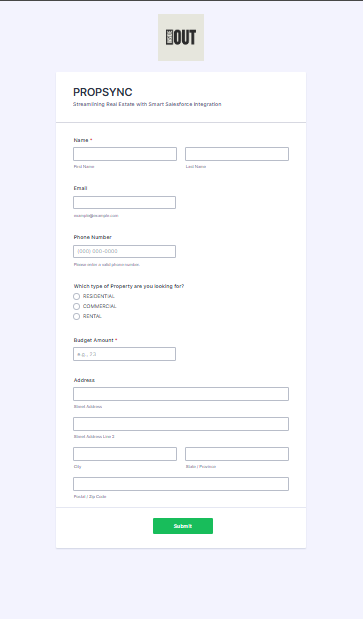 OUT
PROPSYNC
Streamlining Real Estate with Smart Salesforce Integration
Name *
First Name
Last Name
Email
example@example.com
Phone Number
(000) 000-0000
Please enter a valid phone number.
Which type of Property are you looking for?
RESIDENTIAL
COMMERCIAL
RENTAL
Budget Amount *
e.g., 23
Address
Street Address
Street Address Line 2
City
State / Province
Postal / Zip Code
Submit